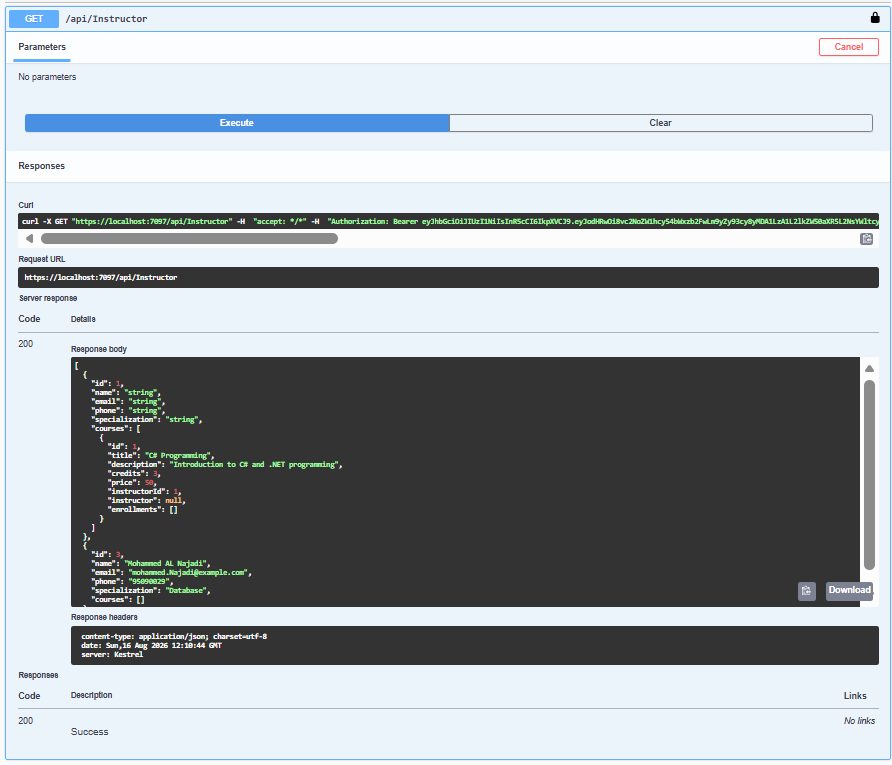 GET /api/Instructor
Parameters
Cancel
No parameters
Execute
Clear
Responses
Curl
curl -X GET "https://localhost:7097/api/Instructor" -H "accept: */*" -H "Authorization: Bearer
Request URL
https://localhost:7097/api/Instructor
Server response
Code Details
200
Response body
[
{
"id": 1,
"name": "string",
"email": "string",
"phone": "string",
"specialization": "string",
"courses": [
{
"id": 1,
"title": "C# Programming",
"description": "Introduction to C# and .NET programming",
"credits": 3,
"price": 50,
"instructorId": 1,
"instructor": null,
"enrollments": []
}
]
},
{
"id": 3,
"name": "Mohammed AL Najadi",
"email": "mohammed.Najadi@example.com",
"phone": "95090029",
"specialization": "Database",
"courses": []
Download
Response headers
content-type: application/json; charset=utf-8
date: Sun,16 Aug 2026 12:10:44 GMT
server: Kestrel
Responses
Code Description Links
200 No links
Success